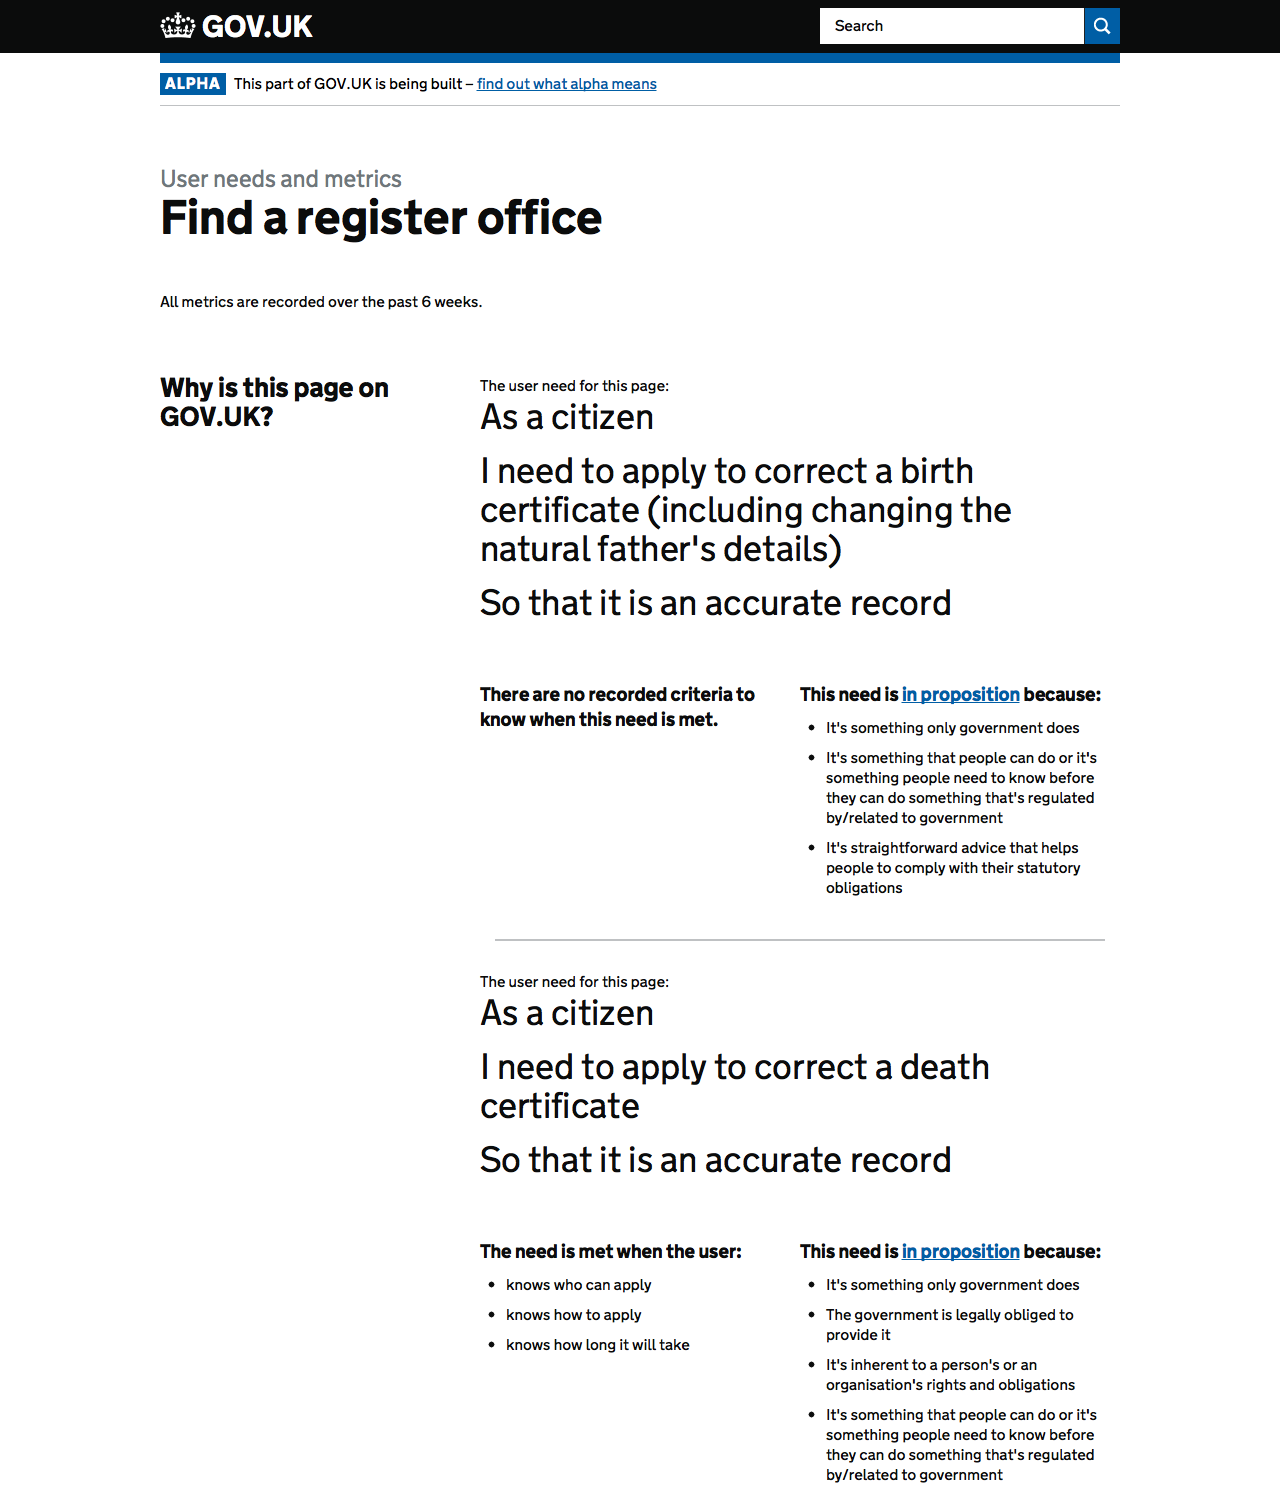 GOV.UK
Search
ALPHA This part of GOV.UK is being built – find out what alpha means
User needs and metrics
Find a register office
All metrics are recorded over the past 6 weeks.
Why is this page on
GOV.UK?
The user need for this page:
As a citizen
I need to apply to correct a birth
certificate (including changing the
natural father's details)
So that it is an accurate record
There are no recorded criteria to
know when this need is met.
This need is in proposition because:
• It's something only government does
• It's something that people can do or it's
something people need to know before
they can do something that's regulated
by/related to government
• It's straightforward advice that helps
people to comply with their statutory
obligations
The user need for this page:
As a citizen
I need to apply to correct a death
certificate
So that it is an accurate record
The need is met when the user:
• knows who can apply
• knows how to apply
• knows how long it will take
This need is in proposition because:
• It's something only government does
• The government is legally obliged to
provide it
• It's inherent to a person's or an
organisation's rights and obligations
• It's something that people can do or it's
something people need to know before
they can do something that's regulated
by/related to government